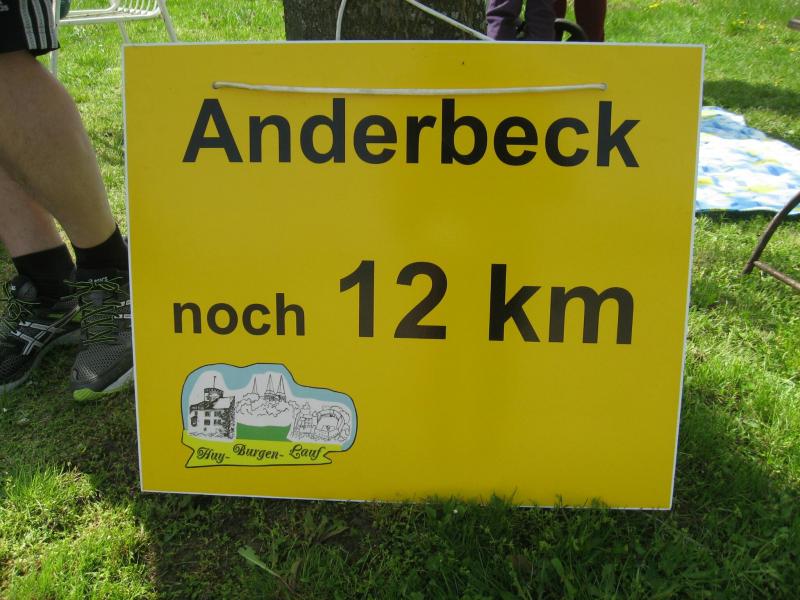 Anderbeck
noch 12 km
Huy-Burgen-Lauf